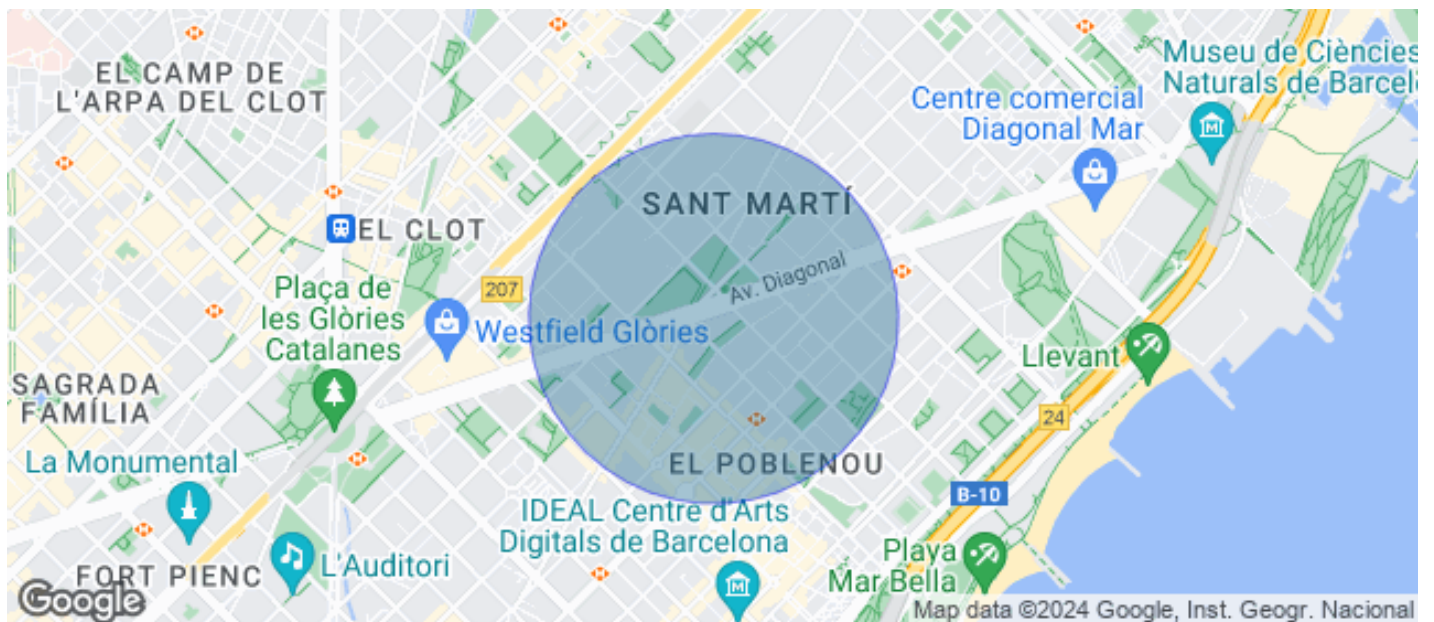 EL CAMP DE
L'ARPA DEL CLOT
Museu de Ciències
Naturals de Barcel
Centre comercial
Diagonal Mar
SANT MARTÍ
EL CLOT
Av. Diagonal
207
Plaça de
les Glòries
Catalanes
Westfield Glòries
Llevant
SAGRADA
FAMÍLIA
24
La Monumental
EL POBLENOU
B-10
IDEAL Centre d'Arts
Digitals de Barcelona
Playa
Mar Bella
L'Auditori
FORT PIENC
Google
Map data ©2024 Google, Inst. Geogr. Nacional